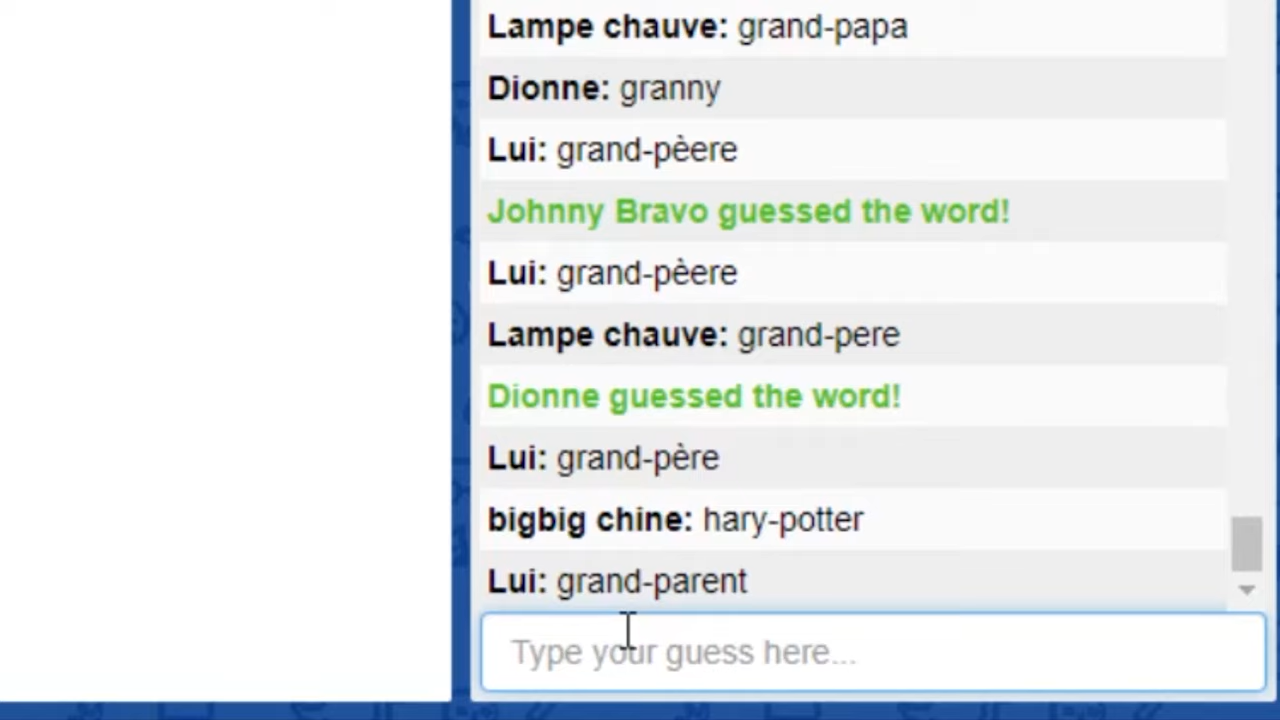 Lampe chauve: grand-papa
Dionne: granny
Lui: grand-pèere
Johnny Bravo guessed the word!
Lui: grand-pèere
Lampe chauve: grand-pere
Dionne guessed the word!
Lui: grand-père
bigbig chine: hary-potter
Lui: grand-parent
Type your guess here...